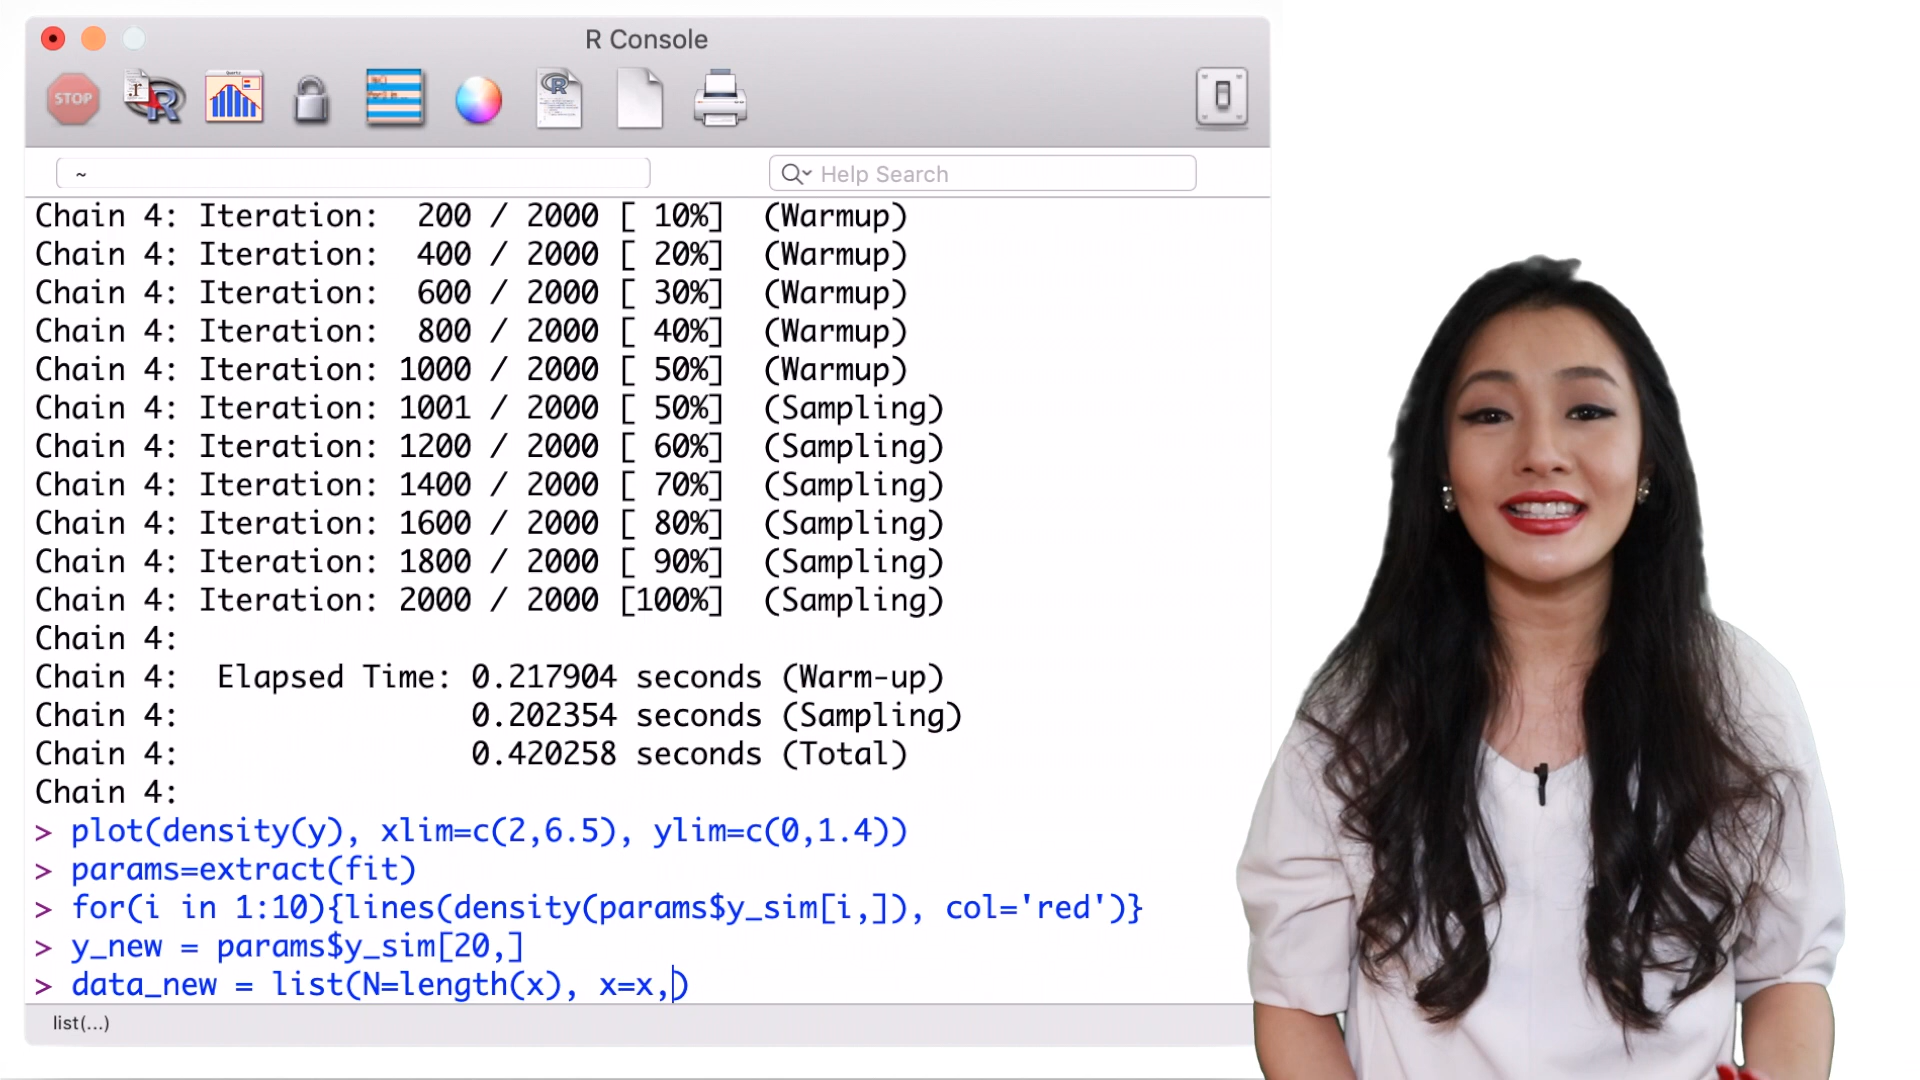 R Console
STOP
~
Help Search
Chain 4: Iteration:  200 / 2000 [ 10%]  (Warmup)
Chain 4: Iteration:  400 / 2000 [ 20%]  (Warmup)
Chain 4: Iteration:  600 / 2000 [ 30%]  (Warmup)
Chain 4: Iteration:  800 / 2000 [ 40%]  (Warmup)
Chain 4: Iteration: 1000 / 2000 [ 50%]  (Warmup)
Chain 4: Iteration: 1001 / 2000 [ 50%]  (Sampling)
Chain 4: Iteration: 1200 / 2000 [ 60%]  (Sampling)
Chain 4: Iteration: 1400 / 2000 [ 70%]  (Sampling)
Chain 4: Iteration: 1600 / 2000 [ 80%]  (Sampling)
Chain 4: Iteration: 1800 / 2000 [ 90%]  (Sampling)
Chain 4: Iteration: 2000 / 2000 [100%]  (Sampling)
Chain 4:
Chain 4:  Elapsed Time: 0.217904 seconds (Warm-up)
Chain 4:                0.202354 seconds (Sampling)
Chain 4:                0.420258 seconds (Total)
Chain 4:
> plot(density(y), xlim=c(2,6.5), ylim=c(0,1.4))
> params=extract(fit)
> for(i in 1:10){lines(density(params$y_sim[i,]), col='red')}
> y_new = params$y_sim[20,]
> data_new = list(N=length(x), x=x,)
list(...)